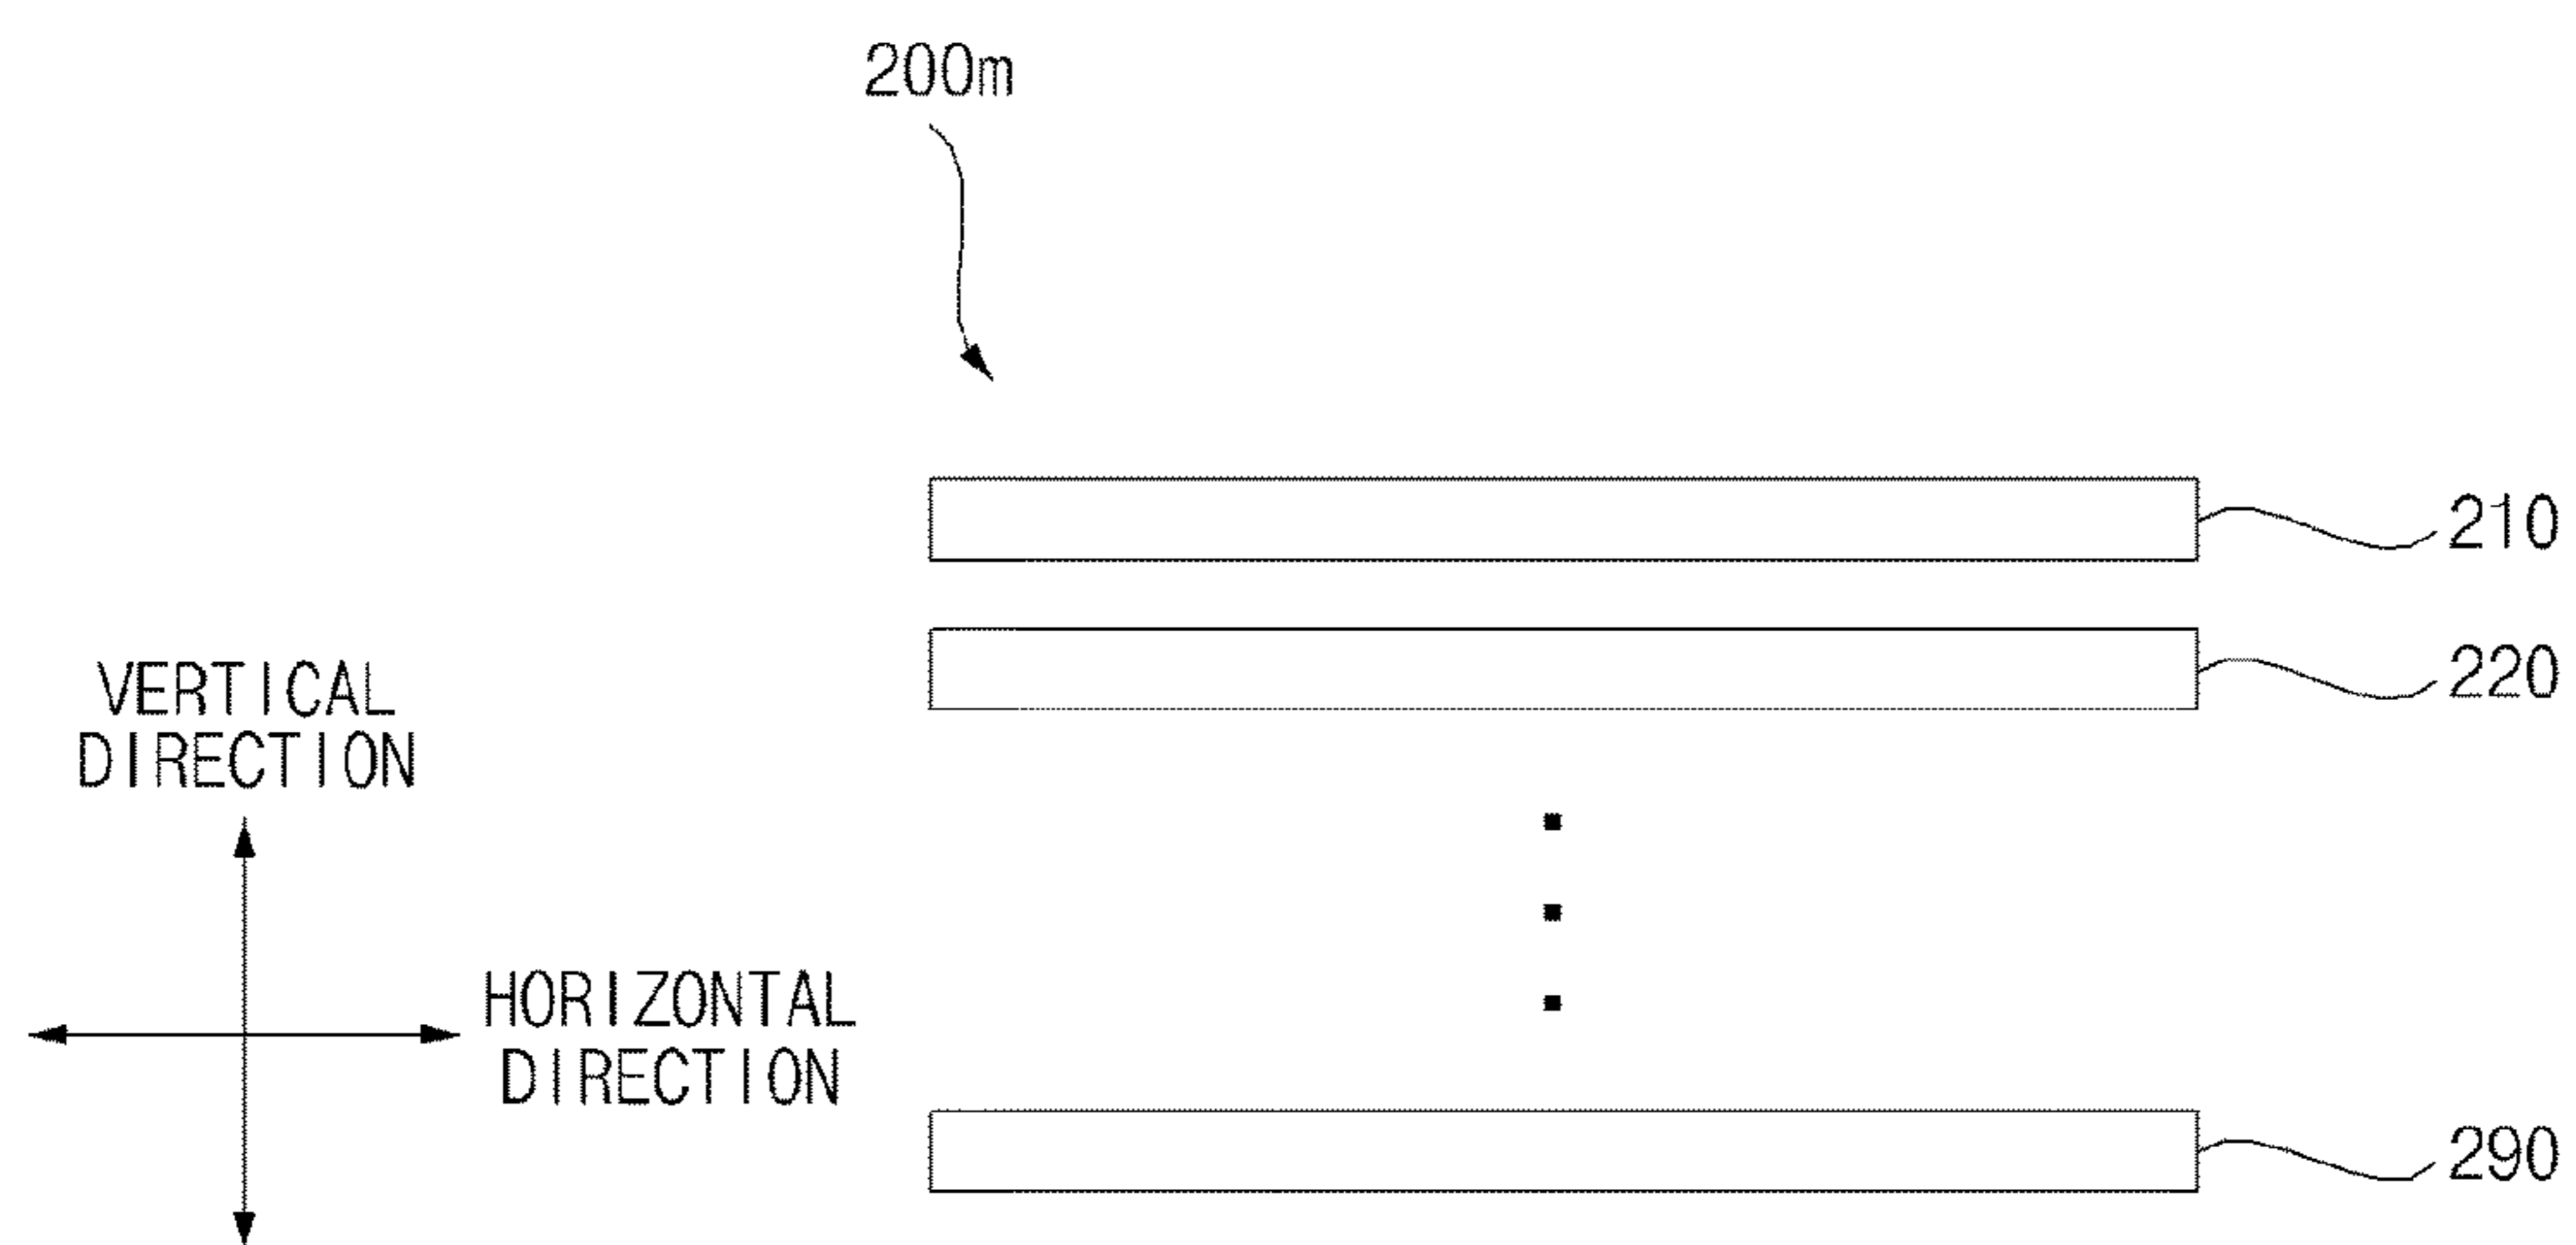 200m
210
220
VERTICAL
DIRECTION
HORIZONTAL
DIRECTION
290